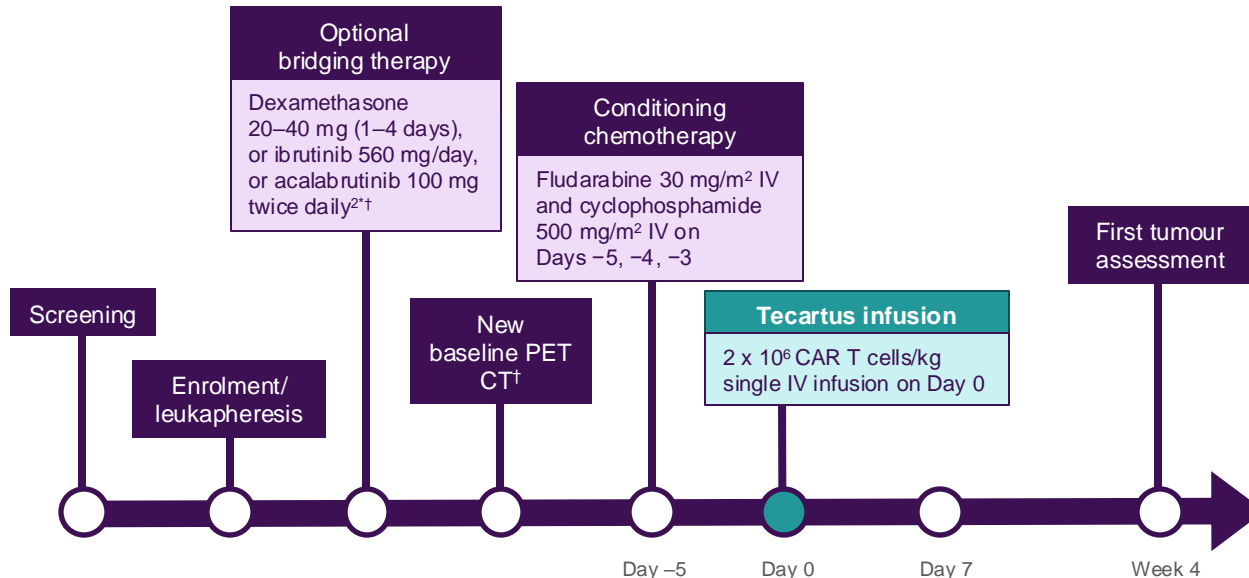 Screening
Enrolment/
leukapheresis
Optional
bridging therapy
Dexamethasone
20–40 mg (1–4 days),
or ibrutinib 560 mg/day,
or acalabrutinib 100 mg
twice daily²*†
New
baseline PET
CT†
Conditioning
chemotherapy
Fludarabine 30 mg/m² IV
and cyclophosphamide
500 mg/m² IV on
Days −5, −4, −3
Tecartus infusion
2 x 10⁶ CAR T cells/kg
single IV infusion on Day 0
First tumour
assessment
Day –5
Day 0
Day 7
Week 4